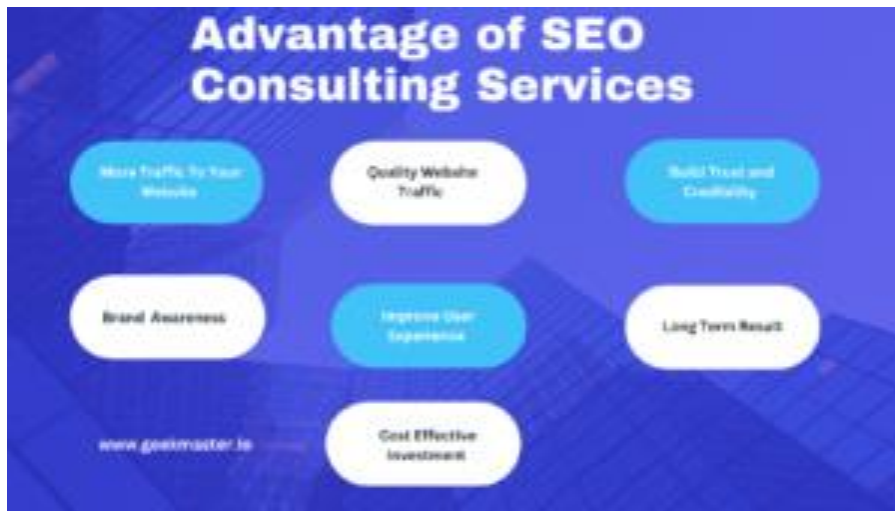 Advantage of SEO
Consulting Services
More Traffic To Your
Website
Quality Website
Traffic
Build Trust and
Credibility
Brand Awareness
Improve User
Experience
Long Term Result
www.geekmaster.io
Cost Effective
Investment